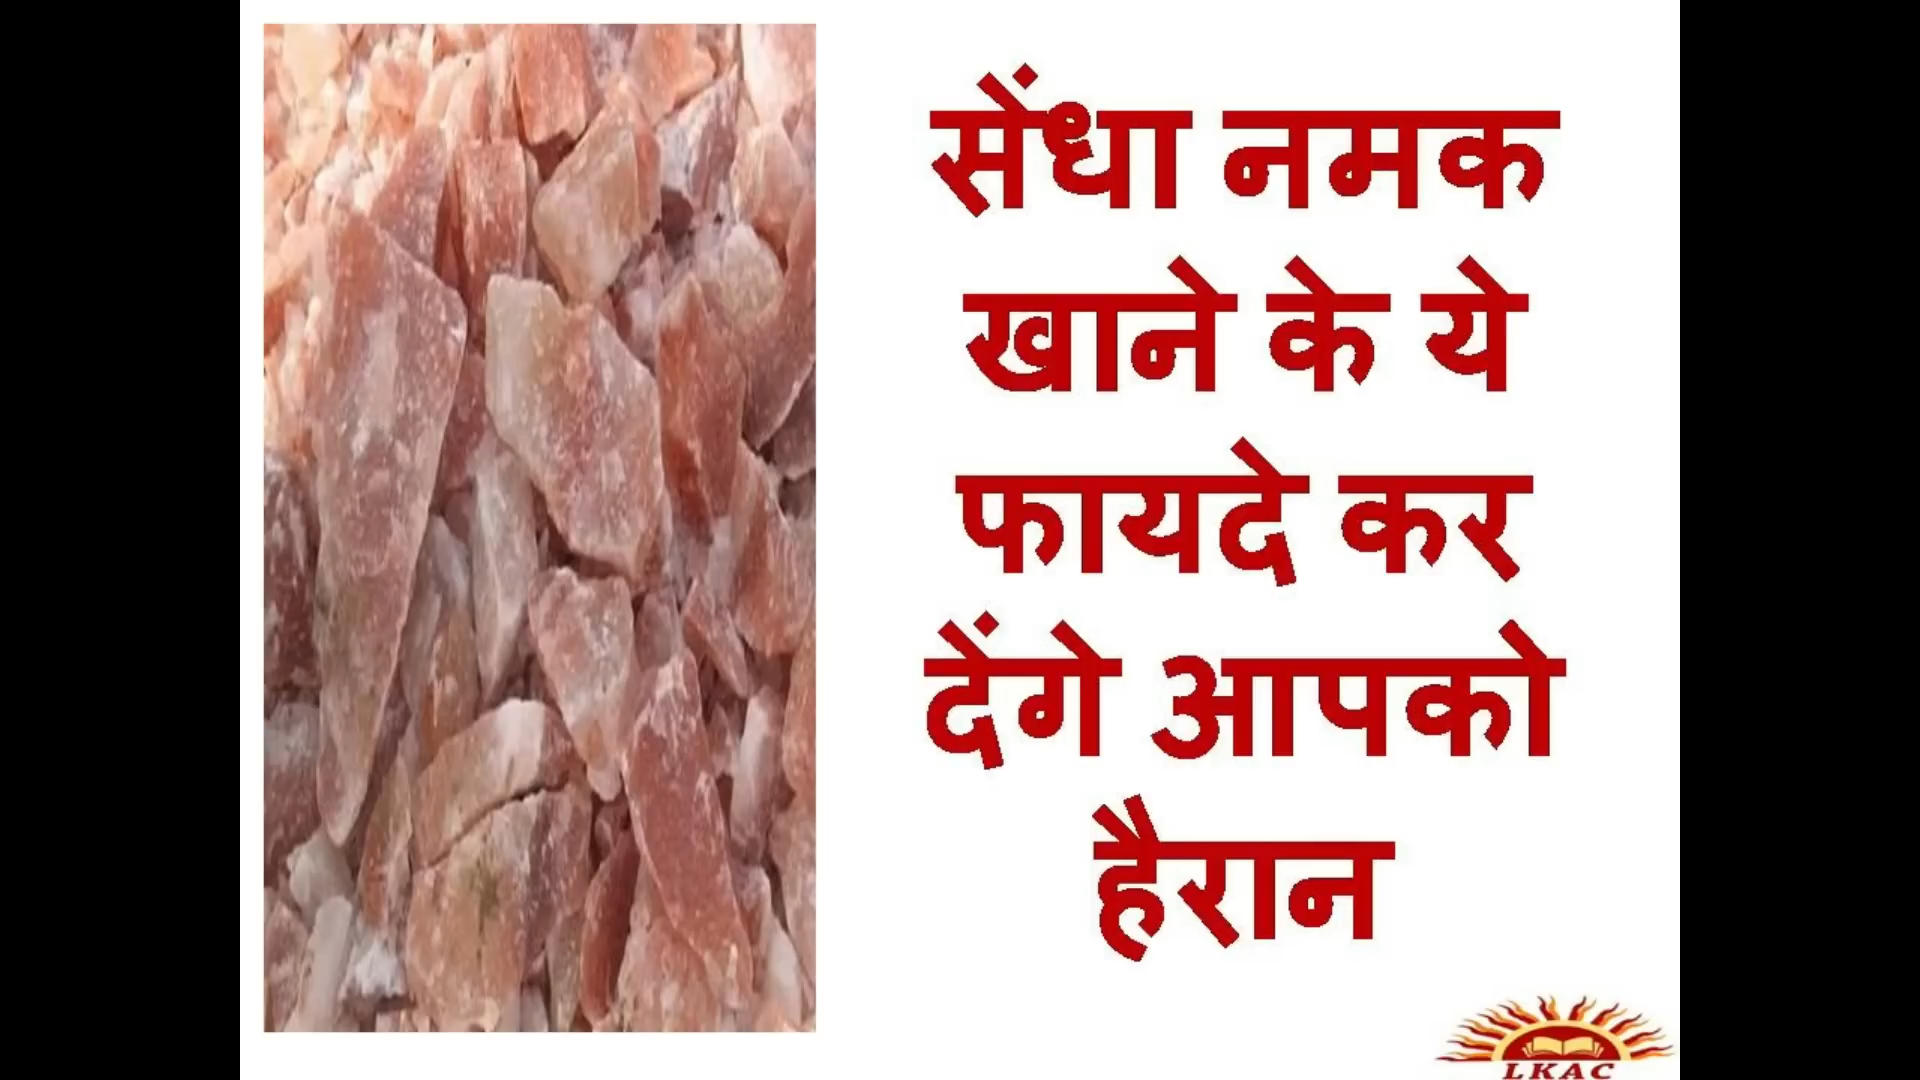 सेंधा नमक
खाने के ये
फायदे कर
देंगे आपको
हैरान
LKAC